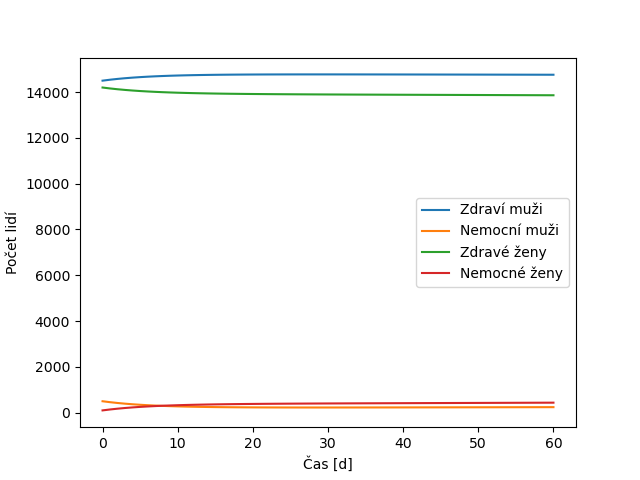 14000
12000
10000
8000
6000
4000
2000
0
Počet lidí
Zdraví muži
Nemocní muži
Zdravé ženy
Nemocné ženy
0 10 20 30 40 50 60
Čas [d]